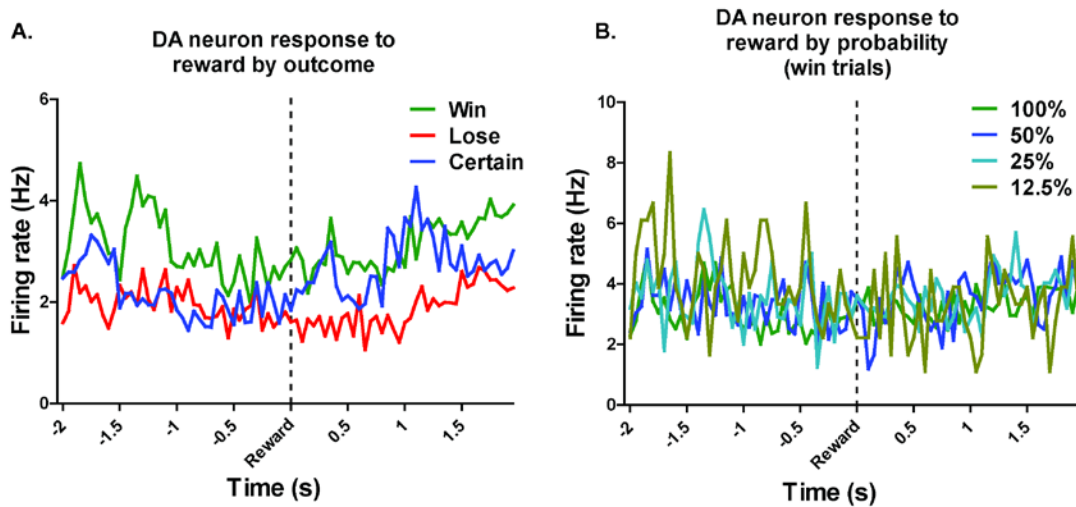 A.
DA neuron response to
reward by outcome
Win
Lose
Certain
6
4
2
0
Firing rate (Hz)
-2
-1.5
-1
-0.5
Reward
0.5
1
1.5
Time (s)
B.
DA neuron response to
reward by probability
(win trials)
100%
50%
25%
12.5%
10
8
6
4
2
0
Firing rate (Hz)
-2
-1.5
-1
-0.5
Reward
0.5
1
1.5
Time (s)